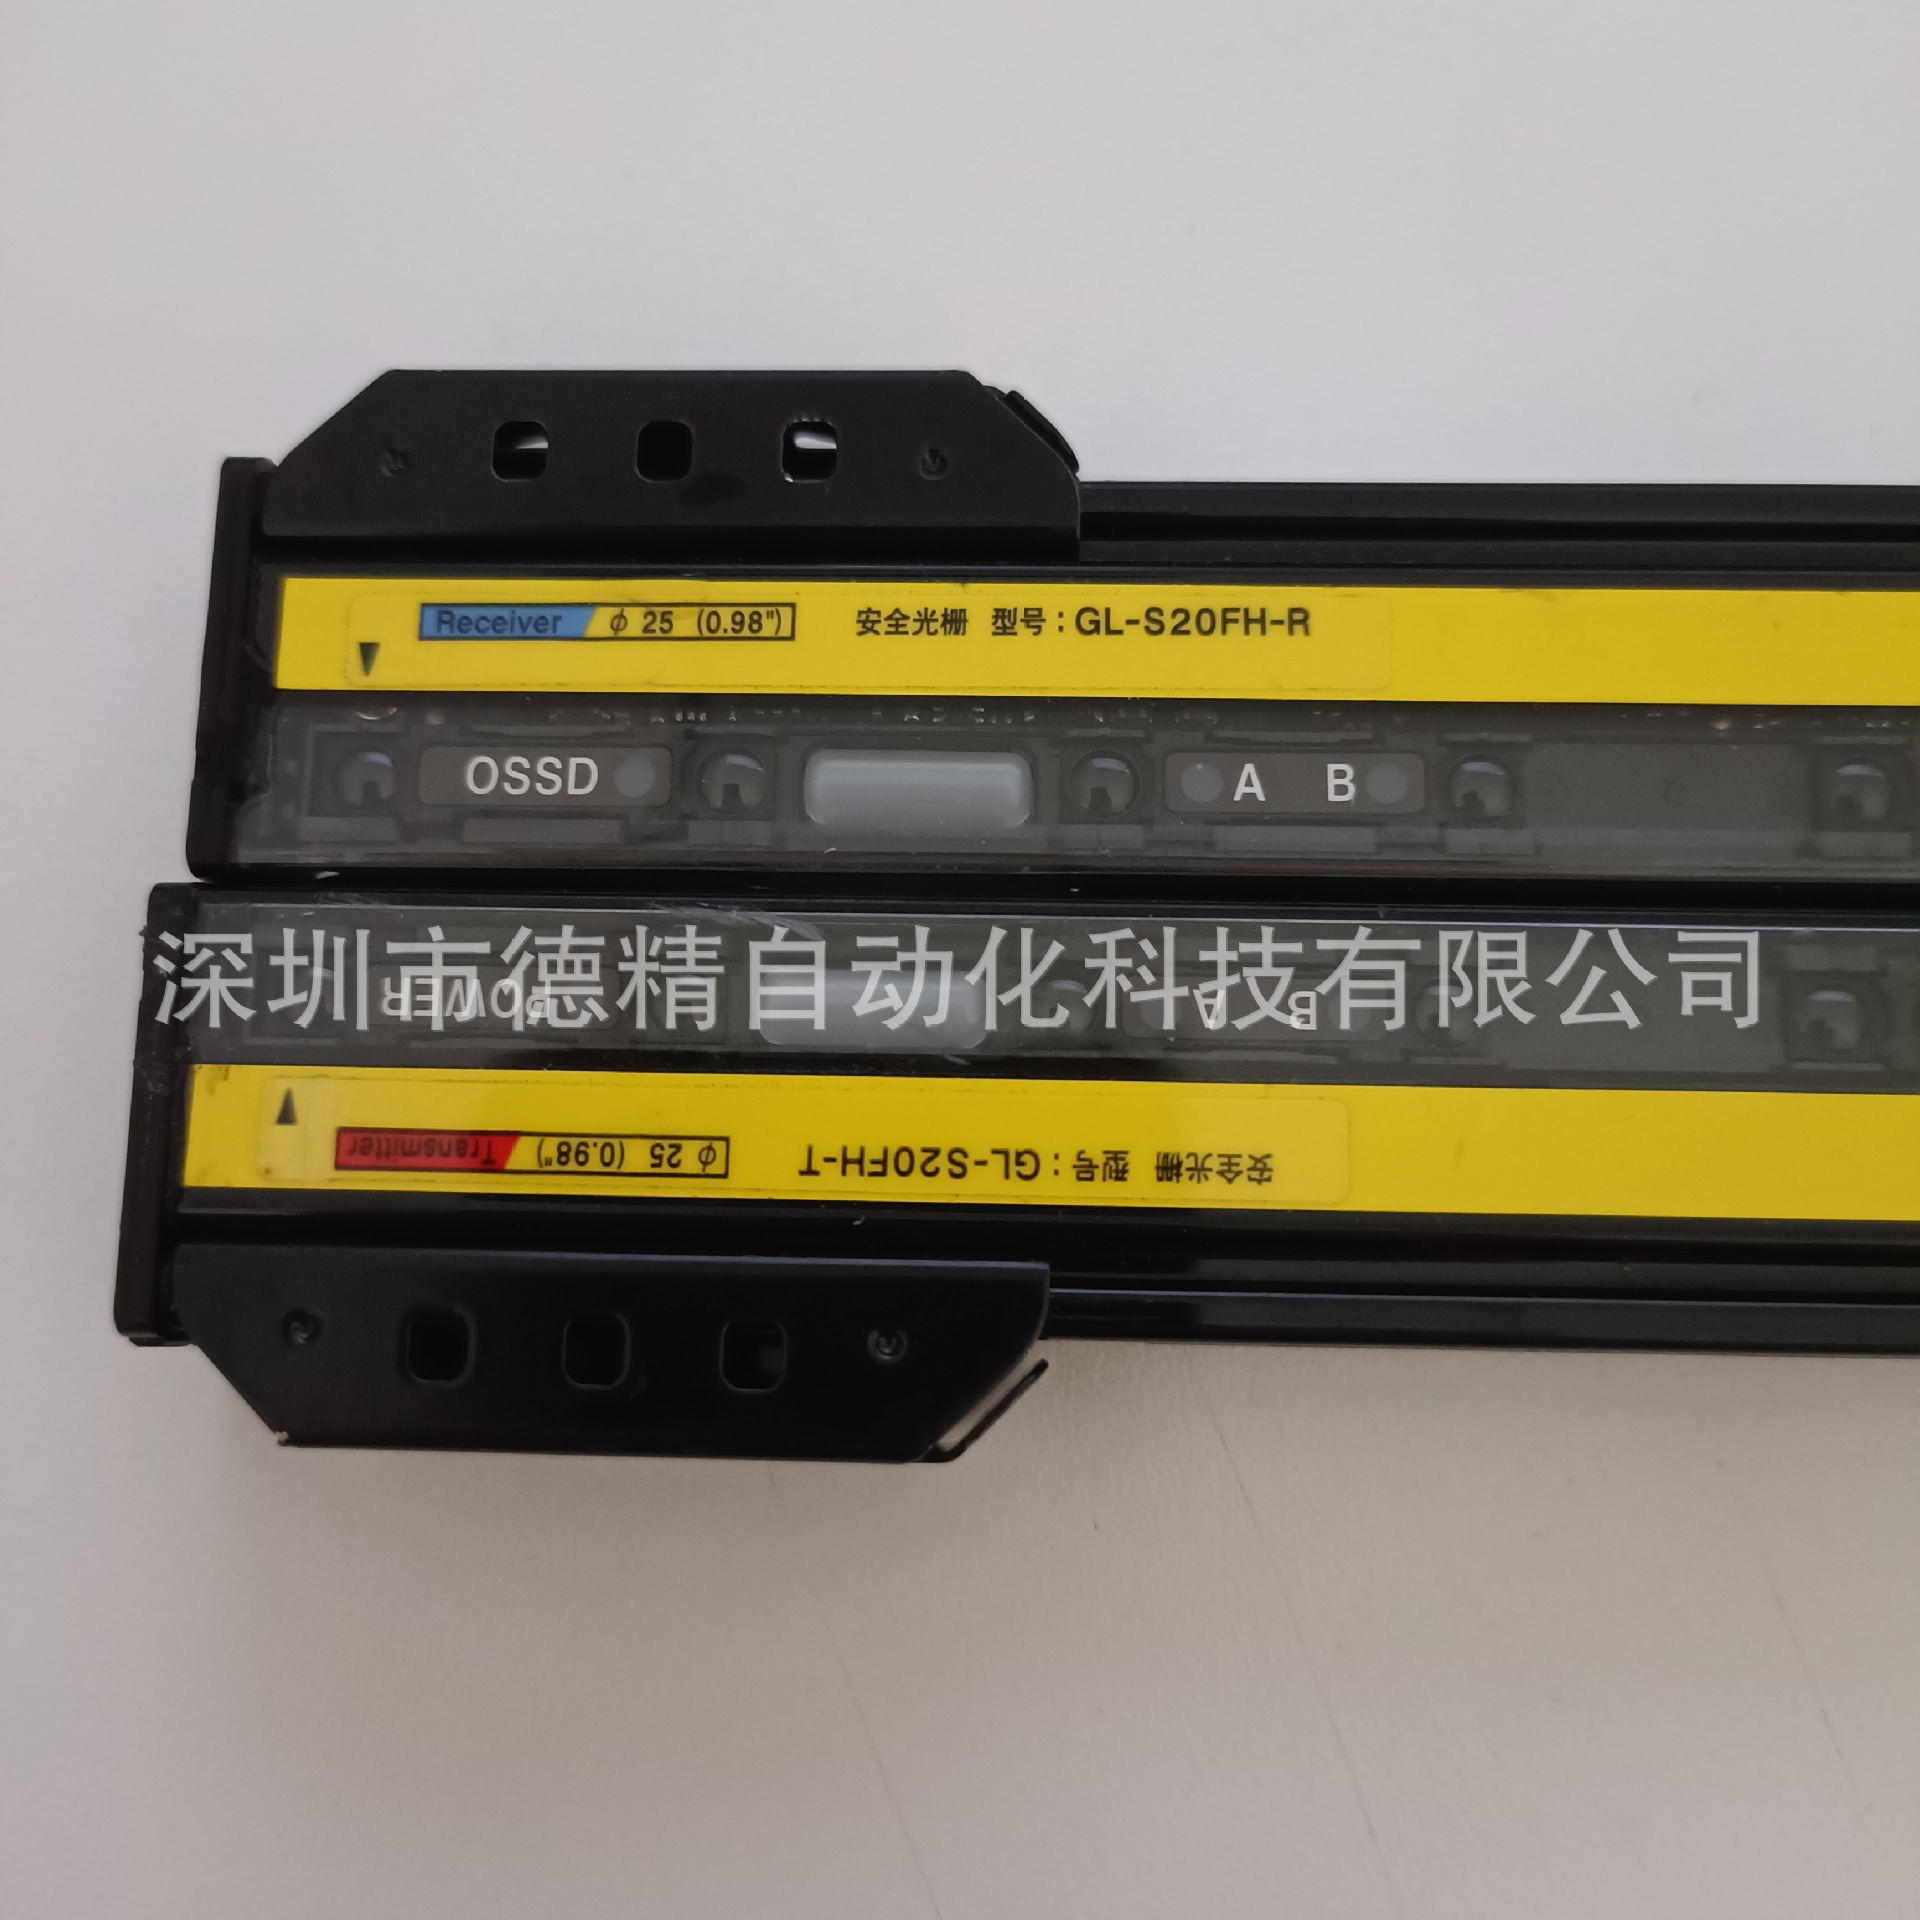 Receiver ϕ 25 (0.98") 安全光栅 型号：GL-S20FH-R
OSSD A B
深圳市德精自动化科技有限公司
POWER A B
Transmitter ϕ 25 (0.98") 安全光栅 型号：GL-S20FH-T